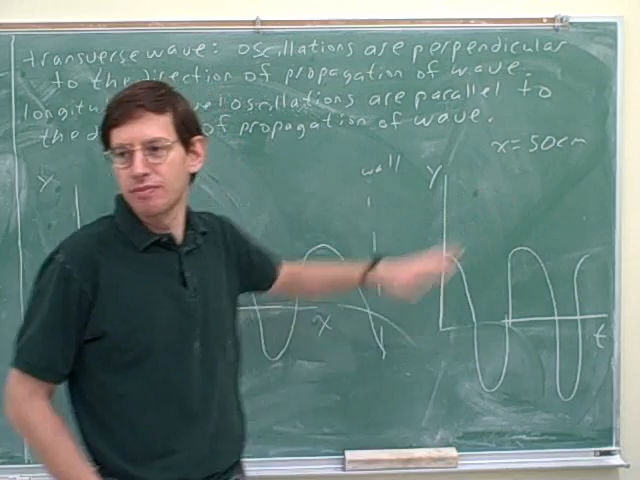 transverse wave: oscillations are perpendicular
to the direction of propagation of wave.
oscillations are parallel to
the of propagation of wave.
x = 50cm
wall
y
y
x
t